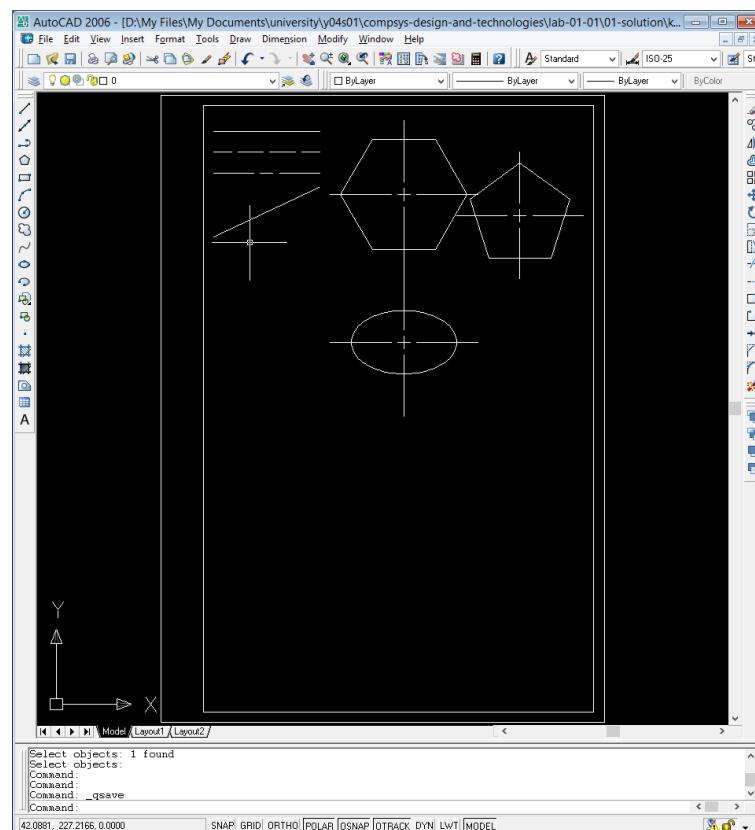 AutoCAD 2006 - [D:\My Files\My Documents\university\y04s01\compsys-design-and-technologies\lab-01-01\01-solution\k...
File Edit View Insert Format Tools Draw Dimension Modify Window Help
Standard ISO-25 St
0 ByLayer ByLayer ByLayer ByColor
A
Y
X
Model Layout1 Layout2
Select objects: 1 found
Select objects:
Command:
Command:
Command: _qsave
Command:
42.0881, 227.2166, 0.0000 SNAP GRID ORTHO POLAR OSNAP OTRACK DYN LWT MODEL